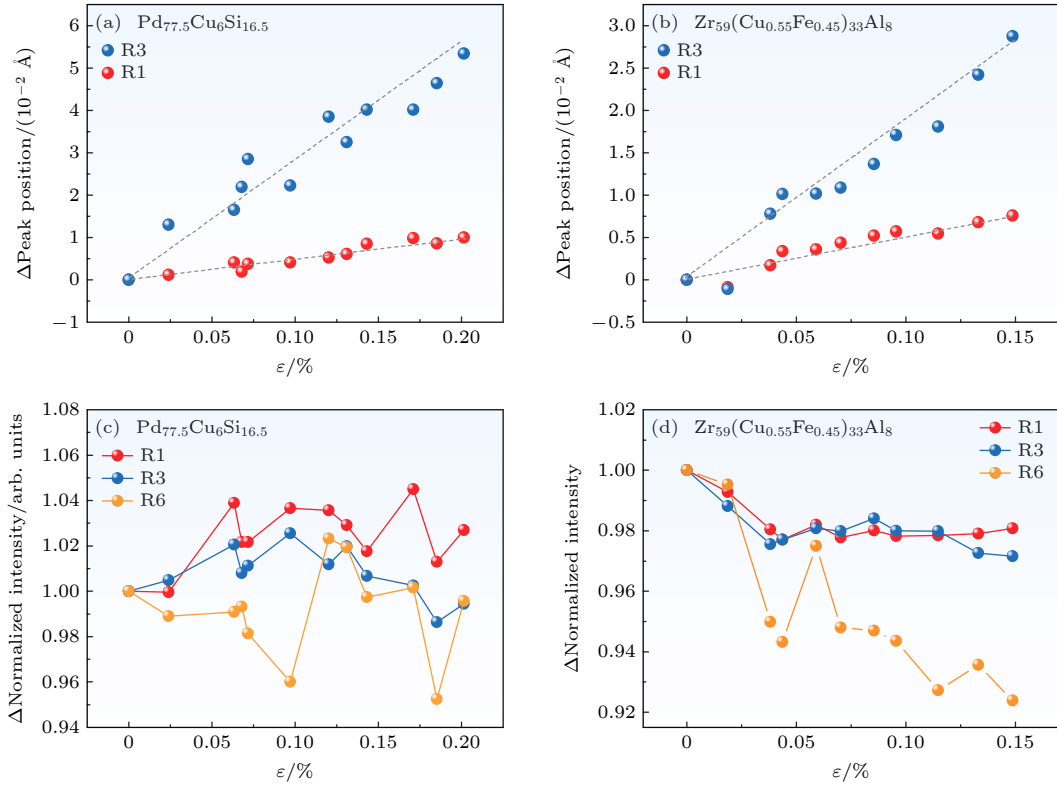 (a) Pd77.5Cu6Si16.5
R3
R1
ΔPeak position/(10−2 Å)
6
5
4
3
2
1
0
−1
0 0.05 0.10 0.15 0.20
ε/%
(b) Zr59(Cu0.55Fe0.45)33Al8
R3
R1
ΔPeak position/(10−2 Å)
3.0
2.5
2.0
1.5
1.0
0.5
0
−0.5
0 0.05 0.10 0.15
ε/%
(c) Pd77.5Cu6Si16.5
R1
R3
R6
ΔNormalized intensity/arb. units
1.08
1.06
1.04
1.02
1.00
0.98
0.96
0.94
0 0.05 0.10 0.15 0.20
ε/%
(d) Zr59(Cu0.55Fe0.45)33Al8
R1
R3
R6
ΔNormalized intensity
1.02
1.00
0.98
0.96
0.94
0.92
0 0.05 0.10 0.15
ε/%